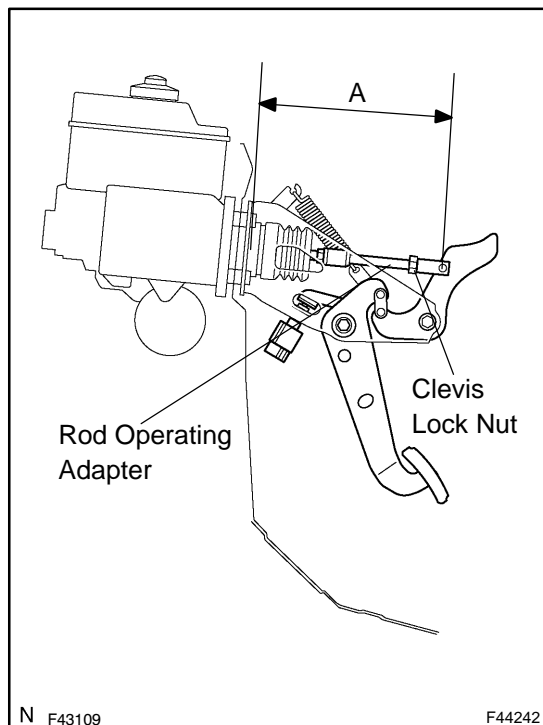 A
Clevis
Lock Nut
Rod Operating
Adapter
N F43109
F44242